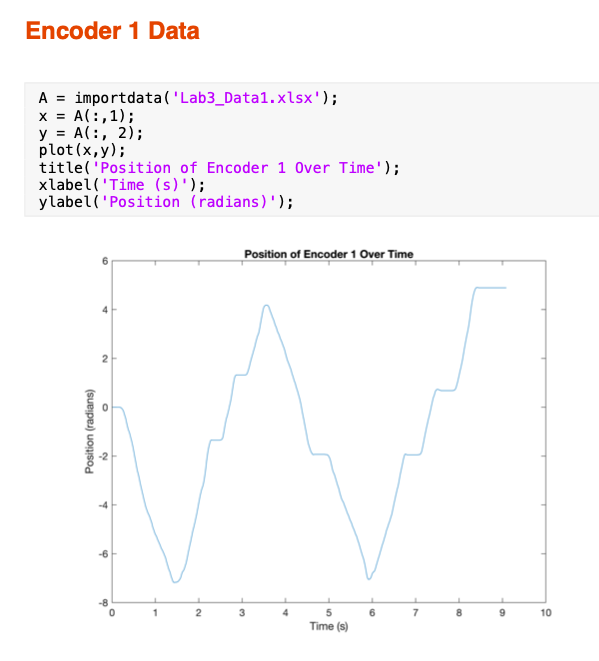 Encoder 1 Data
A = importdata('Lab3_Data1.xlsx');
x = A(:,1);
y = A(:, 2);
plot(x,y);
title('Position of Encoder 1 Over Time');
xlabel('Time (s)');
ylabel('Position (radians)');
Position of Encoder 1 Over Time
6
4
2
0
-2
-4
-6
-8
Position (radians)
0 1 2 3 4 5 6 7 8 9 10
Time (s)